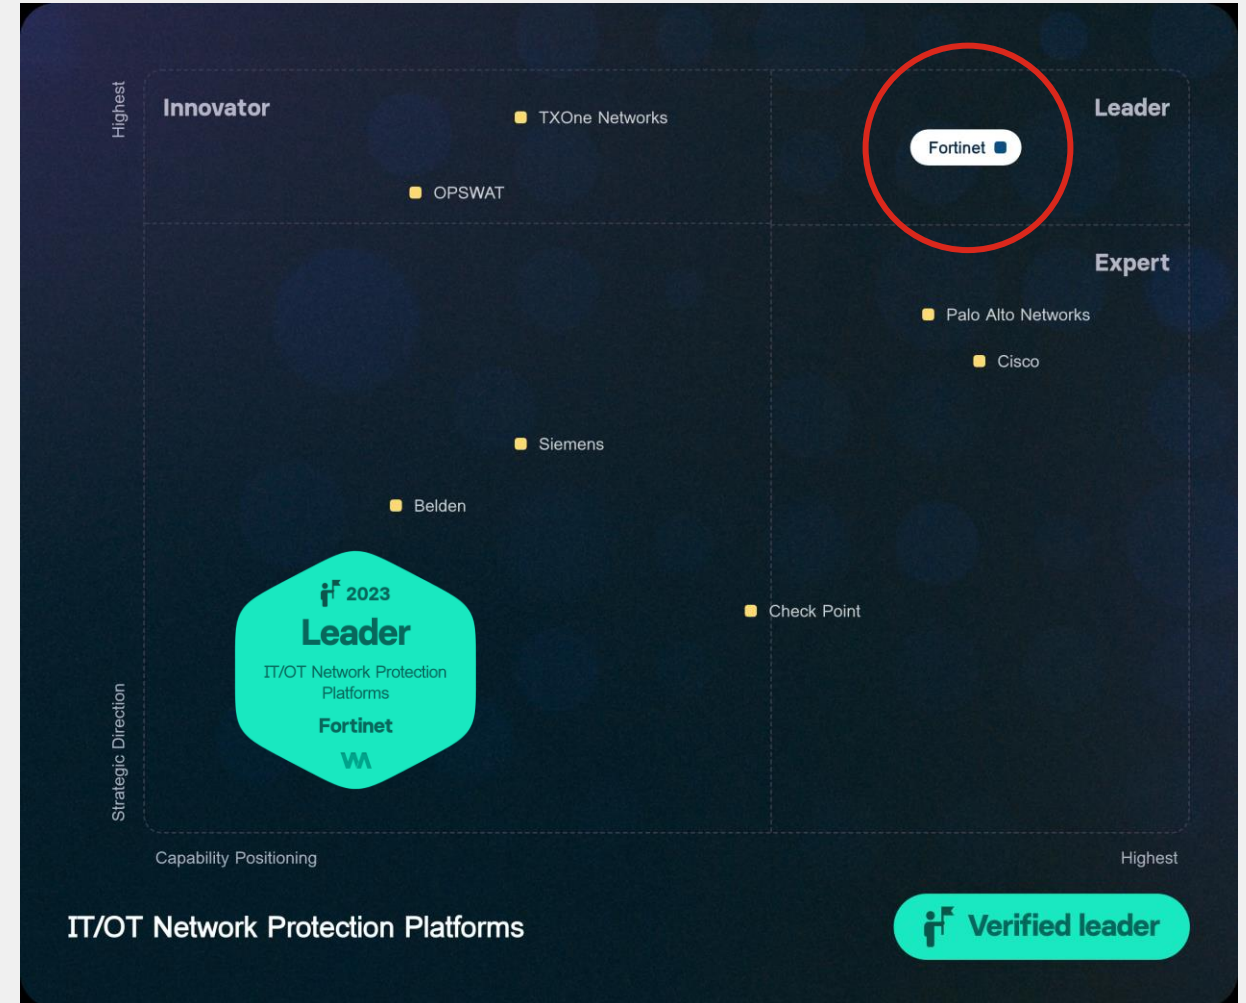 Highest
Innovator
TXOne Networks
Leader
Fortinet
OPSWAT
Expert
Palo Alto Networks
Cisco
Siemens
Belden
2023
Leader
IT/OT Network Protection
Platforms
Fortinet
Check Point
Strategic Direction
Capability Positioning
Highest
IT/OT Network Protection Platforms
Verified leader